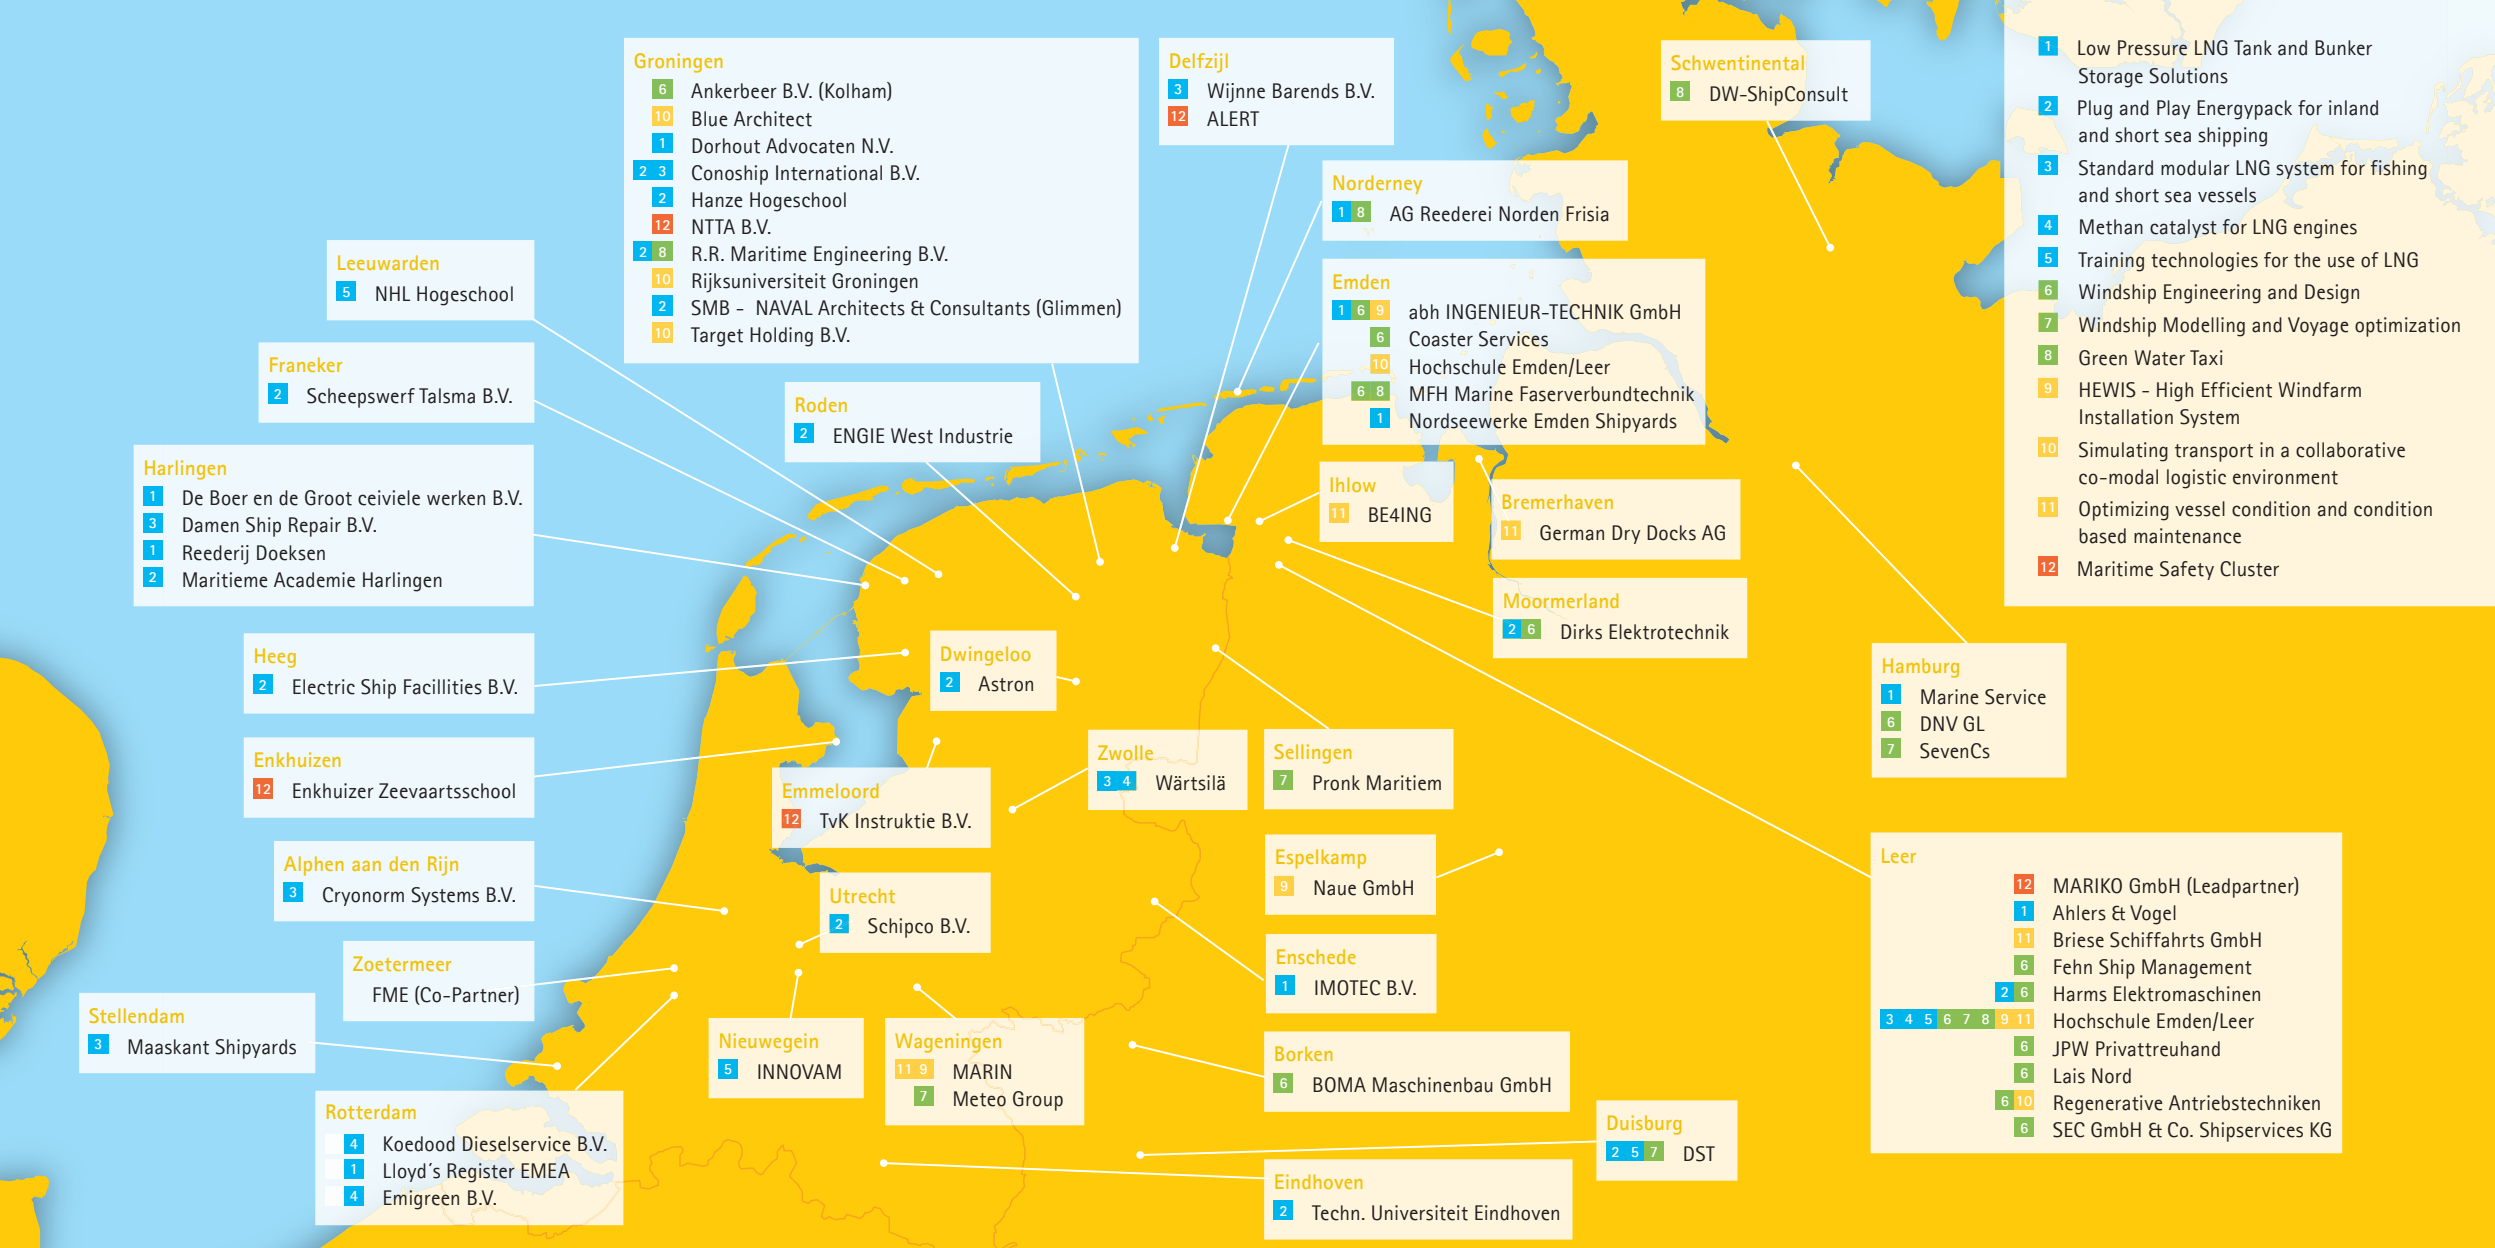 Groningen
6 Ankerbeer B.V. (Kolham)
10 Blue Architect
1 Dorhout Advocaten N.V.
2 3 Conoship International B.V.
2 Hanze Hogeschool
12 NTTA B.V.
2 8 R.R. Maritime Engineering B.V.
10 Rijksuniversiteit Groningen
2 SMB - NAVAL Architects & Consultants (Glimmen)
10 Target Holding B.V.
Delfzijl
3 Wijnne Barends B.V.
12 ALERT
Schwentinental
8 DW-ShipConsult
1 Low Pressure LNG Tank and Bunker
Storage Solutions
2 Plug and Play Energypack for inland
and short sea shipping
3 Standard modular LNG system for fishing
and short sea vessels
4 Methan catalyst for LNG engines
5 Training technologies for the use of LNG
6 Windship Engineering and Design
7 Windship Modelling and Voyage optimization
8 Green Water Taxi
9 HEWIS - High Efficient Windfarm
Installation System
10 Simulating transport in a collaborative
co-modal logistic environment
11 Optimizing vessel condition and condition
based maintenance
12 Maritime Safety Cluster
Norderney
1 8 AG Reederei Norden Frisia
Leeuwarden
5 NHL Hogeschool
Emden
1 6 9 abh INGENIEUR-TECHNIK GmbH
6 Coaster Services
10 Hochschule Emden/Leer
6 8 MFH Marine Faserverbundtechnik
1 Nordseewerke Emden Shipyards
Franeker
2 Scheepswerf Talsma B.V.
Roden
2 ENGIE West Industrie
Harlingen
1 De Boer en de Groot ceiviele werken B.V.
3 Damen Ship Repair B.V.
1 Reederij Doeksen
2 Maritieme Academie Harlingen
Ihlow
11 BE4ING
Bremerhaven
11 German Dry Docks AG
Moormerland
2 6 Dirks Elektrotechnik
Heeg
2 Electric Ship Facillities B.V.
Dwingeloo
2 Astron
Hamburg
1 Marine Service
6 DNV GL
7 SevenCs
Enkhuizen
12 Enkhuizer Zeevaartsschool
Emmeloord
12 TvK Instruktie B.V.
Zwolle
3 4 Wärtsilä
Sellingen
7 Pronk Maritiem
Alphen aan den Rijn
3 Cryonorm Systems B.V.
Utrecht
2 Schipco B.V.
Espelkamp
9 Naue GmbH
Leer
12 MARIKO GmbH (Leadpartner)
1 Ahlers & Vogel
11 Briese Schiffahrts GmbH
6 Fehn Ship Management
2 6 Harms Elektromaschinen
3 4 5 6 7 8 9 11 Hochschule Emden/Leer
6 JPW Privattreuhand
6 Lais Nord
6 10 Regenerative Antriebstechniken
6 SEC GmbH & Co. Shipservices KG
Zoetermeer
FME (Co-Partner)
Enschede
1 IMOTEC B.V.
Stellendam
3 Maaskant Shipyards
Nieuwegein
5 INNOVAM
Wageningen
11 9 MARIN
7 Meteo Group
Borken
6 BOMA Maschinenbau GmbH
Rotterdam
4 Koedood Dieselservice B.V.
1 Lloyd´s Register EMEA
4 Emigreen B.V.
Duisburg
2 5 7 DST
Eindhoven
2 Techn. Universiteit Eindhoven